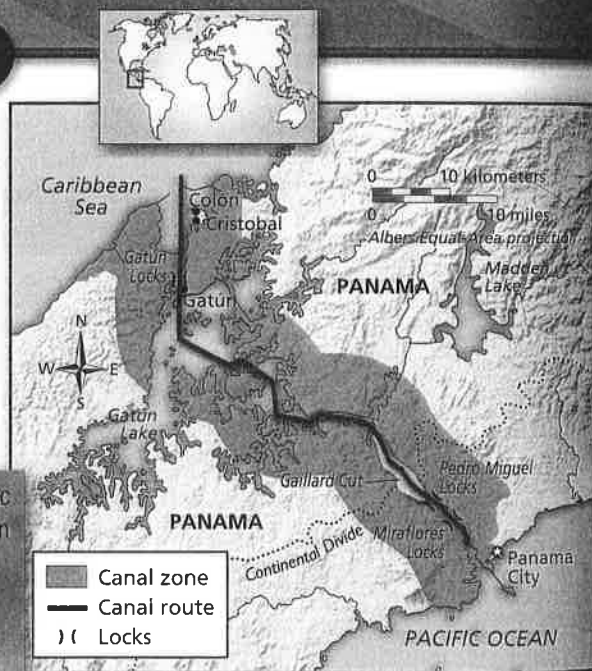 Caribbean
Sea
Colón
Cristobal
Gatún
Locks
Gatún
0 10 Kilometers
0 10 miles
Albers Equal-Area projectio
PANAMA
Madden
Lake
N
W E
S
Gatún
Lake
Gaillard Cut
Pedro Miguel
Locks
PANAMA
Continental Divide
Miraflores
Locks
Panama
City
PACIFIC OCEAN
Canal zone
Canal route
Locks
c
n